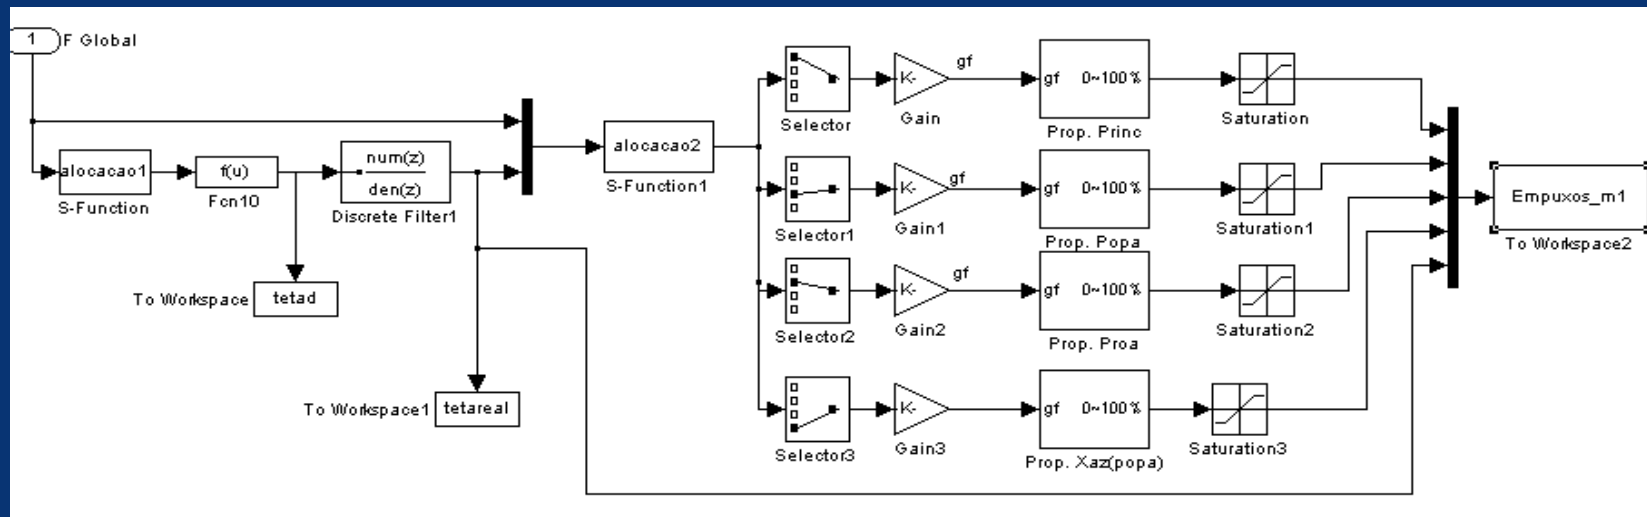 1
F Global
alocacao1
S-Function
f(u)
Fcn10
num(z)
den(z)
Discrete Filter1
To Workspace
tetad
To Workspace1
tetareal
alocacao2
S-Function1
Selector
K-
Gain
gf
gf 0~100%
Prop. Princ
Saturation
Selector1
K-
Gain1
gf
gf 0~100%
Prop. Popa
Saturation1
Selector2
K-
Gain2
gf
gf 0~100%
Prop. Proa
Saturation2
Selector3
K-
Gain3
gf 0~100%
Prop. Xaz(popa)
Saturation3
Empuxos_m1
To Workspace2